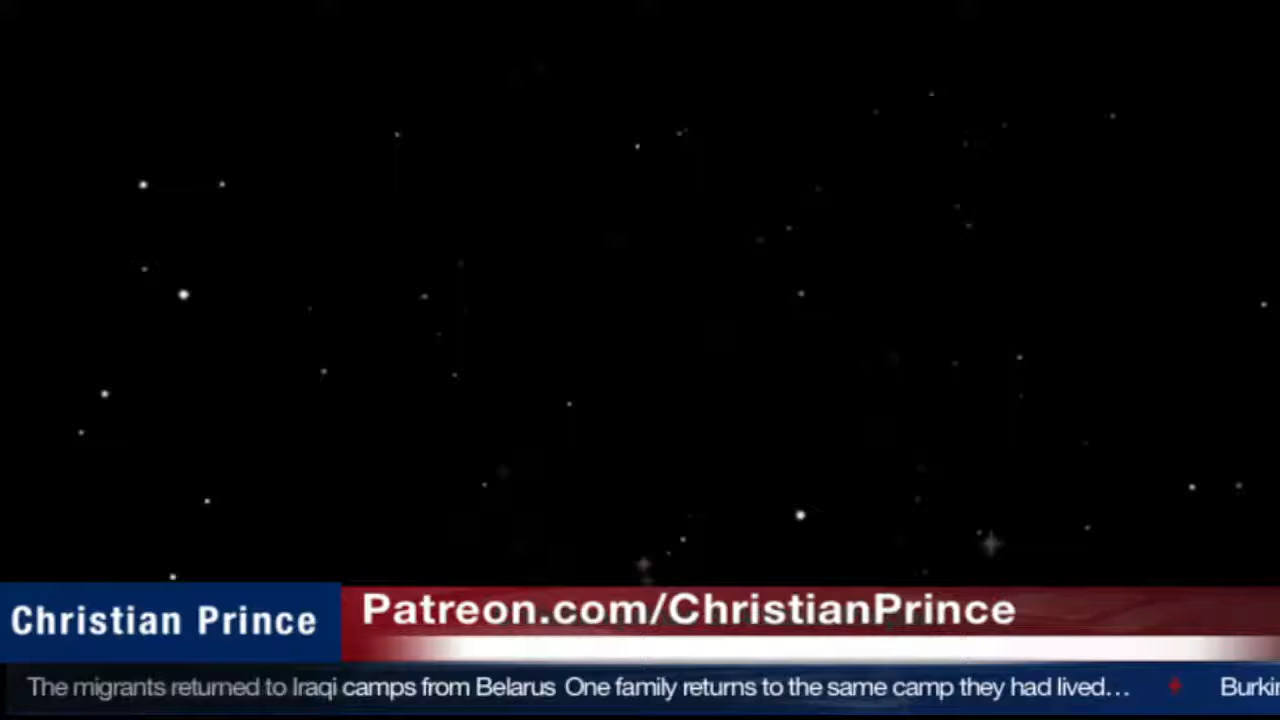 Christian Prince
Patreon.com/ChristianPrince
The migrants returned to Iraqi camps from Belarus One family returns to the same camp they had lived…